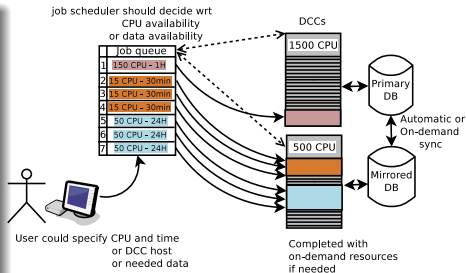 job scheduler should decide wrt
CPU availability
or data availability
DCCs
Job queue
1 150 CPU – 1H
2 15 CPU – 30min
3 15 CPU – 30min
4 15 CPU – 30min
5 50 CPU – 24H
6 50 CPU – 24H
7 50 CPU – 24H
1500 CPU
500 CPU
Primary
DB
Automatic or
On-demand
sync
Mirrored
DB
User could specify CPU and time
or DCC host
or needed data
Completed with
on-demand resources
if needed